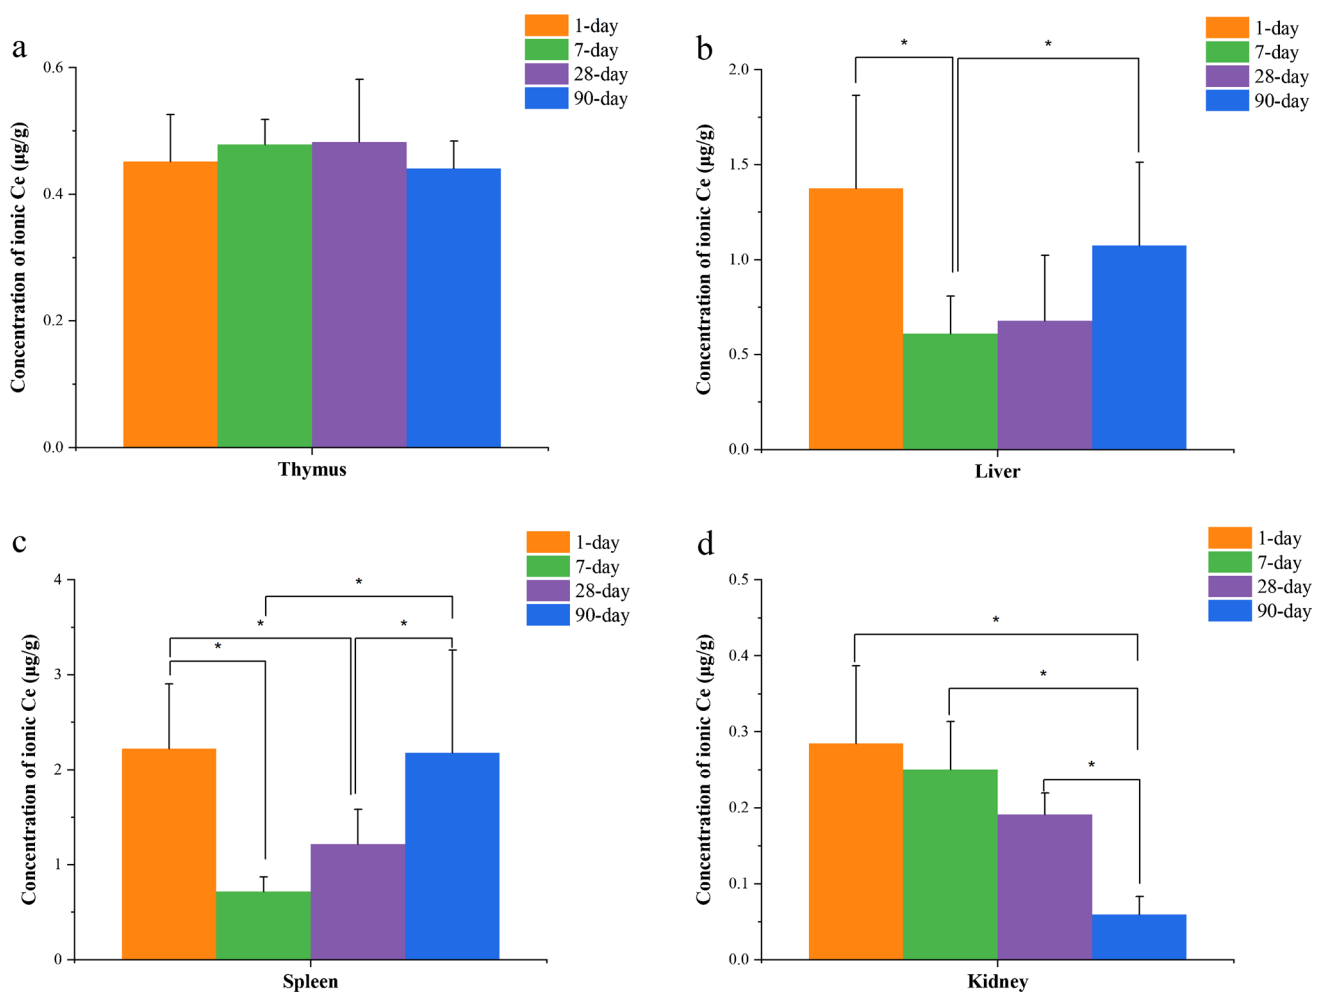 a
1-day
7-day
28-day
90-day
Concentration of ionic Ce (µg/g)
0.6
0.4
0.2
0.0
Thymus
b
1-day
7-day
28-day
90-day
Concentration of ionic Ce (µg/g)
2.0
1.5
1.0
0.5
0.0
*
*
Liver
c
1-day
7-day
28-day
90-day
Concentration of ionic Ce (µg/g)
4
3
2
1
0
*
*
*
*
Spleen
d
1-day
7-day
28-day
90-day
Concentration of ionic Ce (µg/g)
0.5
0.4
0.3
0.2
0.1
0.0
*
*
*
Kidney